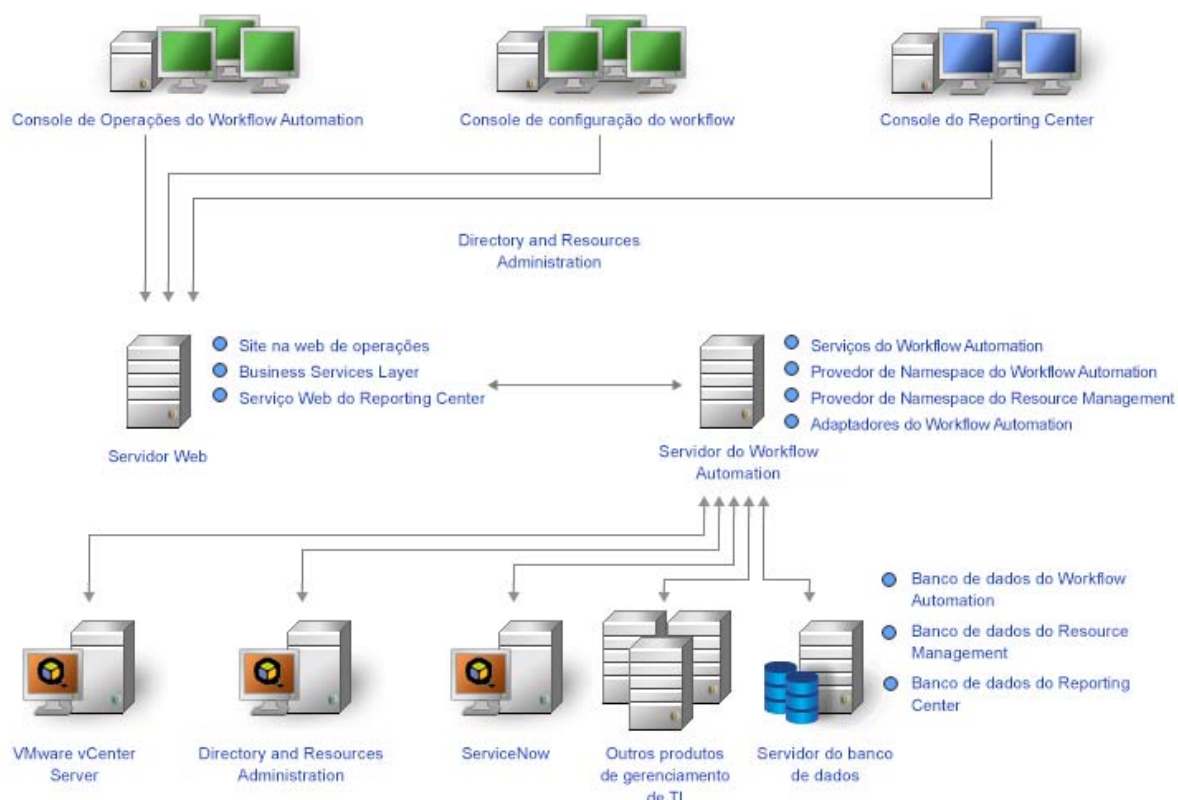 Console de Operações do Workflow Automation
Console de configuração do workflow
Console do Reporting Center
Directory and Resources
Administration
Site na web de operações
Business Services Layer
Serviço Web do Reporting Center
Servidor Web
Serviços do Workflow Automation
Provedor de Namespace do Workflow Automation
Provedor de Namespace do Resource Management
Adaptadores do Workflow Automation
Servidor do Workflow
Automation
Banco de dados do Workflow
Automation
Banco de dados do Resource
Management
Banco de dados do Reporting
Center
VMware vCenter
Server
Directory and Resources
Administration
ServiceNow
Outros produtos
de gerenciamento
de TI
Servidor do banco
de dados